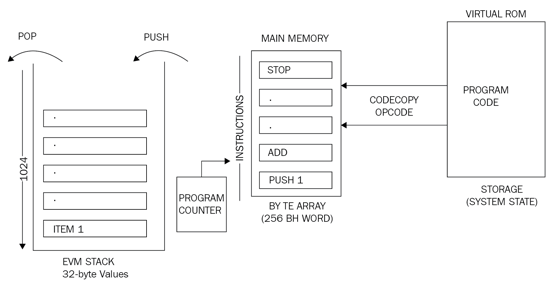 POP
PUSH
1024
.
.
.
.
ITEM 1
EVM STACK
32-byte Values
PROGRAM
COUNTER
MAIN MEMORY
INSTRUCTIONS
STOP
.
.
ADD
PUSH 1
BY TE ARRAY
(256 BH WORD)
CODECOPY
OPCODE
VIRTUAL ROM
PROGRAM
CODE
STORAGE
(SYSTEM STATE)